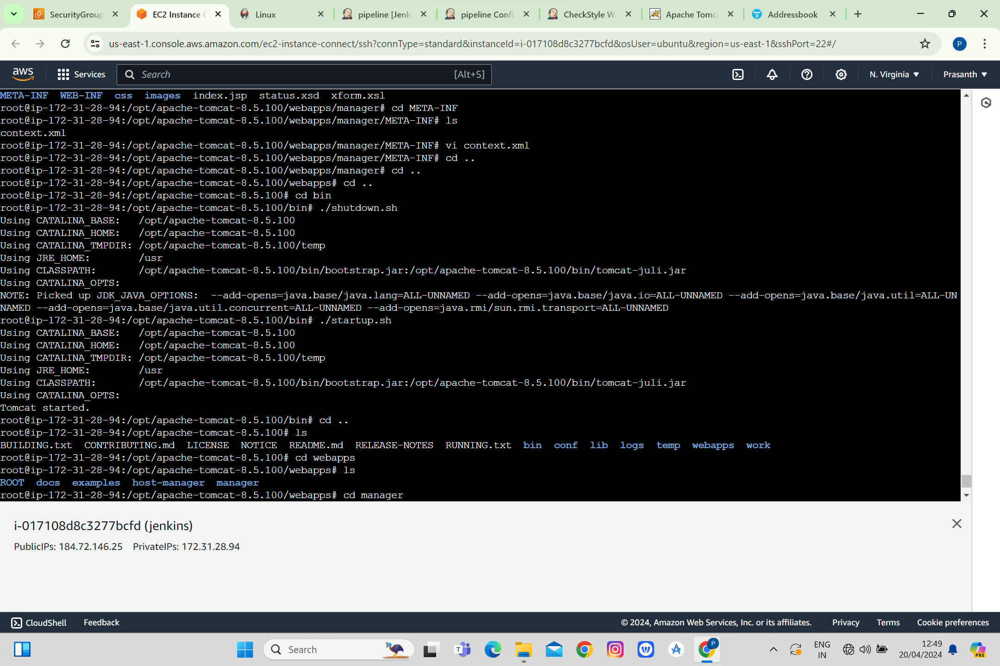 SecurityGroup
EC2 Instance C
Linux
pipeline [Jenki
pipeline Confi
CheckStyle Wa
Apache Tomca
Addressbook
us-east-1.console.aws.amazon.com/ec2-instance-connect/ssh?connType=standard&instanceId=i-017108d8c3277bcfd&osUser=ubuntu&region=us-east-1&sshPort=22#/
P
aws
Services
Search
[Alt+S]
N. Virginia
Prasanth
META-INF  WEB-INF  css  images  index.jsp  status.xsd  xform.xsl
root@ip-172-31-28-94:/opt/apache-tomcat-8.5.100/webapps/manager# cd META-INF
root@ip-172-31-28-94:/opt/apache-tomcat-8.5.100/webapps/manager/META-INF# ls
context.xml
root@ip-172-31-28-94:/opt/apache-tomcat-8.5.100/webapps/manager/META-INF# vi context.xml
root@ip-172-31-28-94:/opt/apache-tomcat-8.5.100/webapps/manager/META-INF# cd ..
root@ip-172-31-28-94:/opt/apache-tomcat-8.5.100/webapps/manager# cd ..
root@ip-172-31-28-94:/opt/apache-tomcat-8.5.100/webapps# cd ..
root@ip-172-31-28-94:/opt/apache-tomcat-8.5.100# cd bin
root@ip-172-31-28-94:/opt/apache-tomcat-8.5.100/bin# ./shutdown.sh
Using CATALINA_BASE:   /opt/apache-tomcat-8.5.100
Using CATALINA_HOME:   /opt/apache-tomcat-8.5.100
Using CATALINA_TMPDIR: /opt/apache-tomcat-8.5.100/temp
Using JRE_HOME:        /usr
Using CLASSPATH:       /opt/apache-tomcat-8.5.100/bin/bootstrap.jar:/opt/apache-tomcat-8.5.100/bin/tomcat-juli.jar
Using CATALINA_OPTS:
NOTE: Picked up JDK_JAVA_OPTIONS:  --add-opens=java.base/java.lang=ALL-UNNAMED --add-opens=java.base/java.io=ALL-UNNAMED --add-opens=java.base/java.util=ALL-UN
NAMED --add-opens=java.base/java.util.concurrent=ALL-UNNAMED --add-opens=java.rmi/sun.rmi.transport=ALL-UNNAMED
root@ip-172-31-28-94:/opt/apache-tomcat-8.5.100/bin# ./startup.sh
Using CATALINA_BASE:   /opt/apache-tomcat-8.5.100
Using CATALINA_HOME:   /opt/apache-tomcat-8.5.100
Using CATALINA_TMPDIR: /opt/apache-tomcat-8.5.100/temp
Using JRE_HOME:        /usr
Using CLASSPATH:       /opt/apache-tomcat-8.5.100/bin/bootstrap.jar:/opt/apache-tomcat-8.5.100/bin/tomcat-juli.jar
Using CATALINA_OPTS:
Tomcat started.
root@ip-172-31-28-94:/opt/apache-tomcat-8.5.100/bin# cd ..
root@ip-172-31-28-94:/opt/apache-tomcat-8.5.100# ls
BUILDING.txt  CONTRIBUTING.md  LICENSE  NOTICE  README.md  RELEASE-NOTES  RUNNING.txt  bin  conf  lib  logs  temp  webapps  work
root@ip-172-31-28-94:/opt/apache-tomcat-8.5.100# cd webapps
root@ip-172-31-28-94:/opt/apache-tomcat-8.5.100/webapps# ls
ROOT  docs  examples  host-manager  manager
root@ip-172-31-28-94:/opt/apache-tomcat-8.5.100/webapps# cd manager
i-017108d8c3277bcfd (jenkins)
PublicIPs: 184.72.146.25    PrivateIPs: 172.31.28.94
CloudShell
Feedback
© 2024, Amazon Web Services, Inc. or its affiliates.
Privacy
Terms
Cookie preferences
Search
T
P
ENG
IN
12:49
20/04/2024
PRE